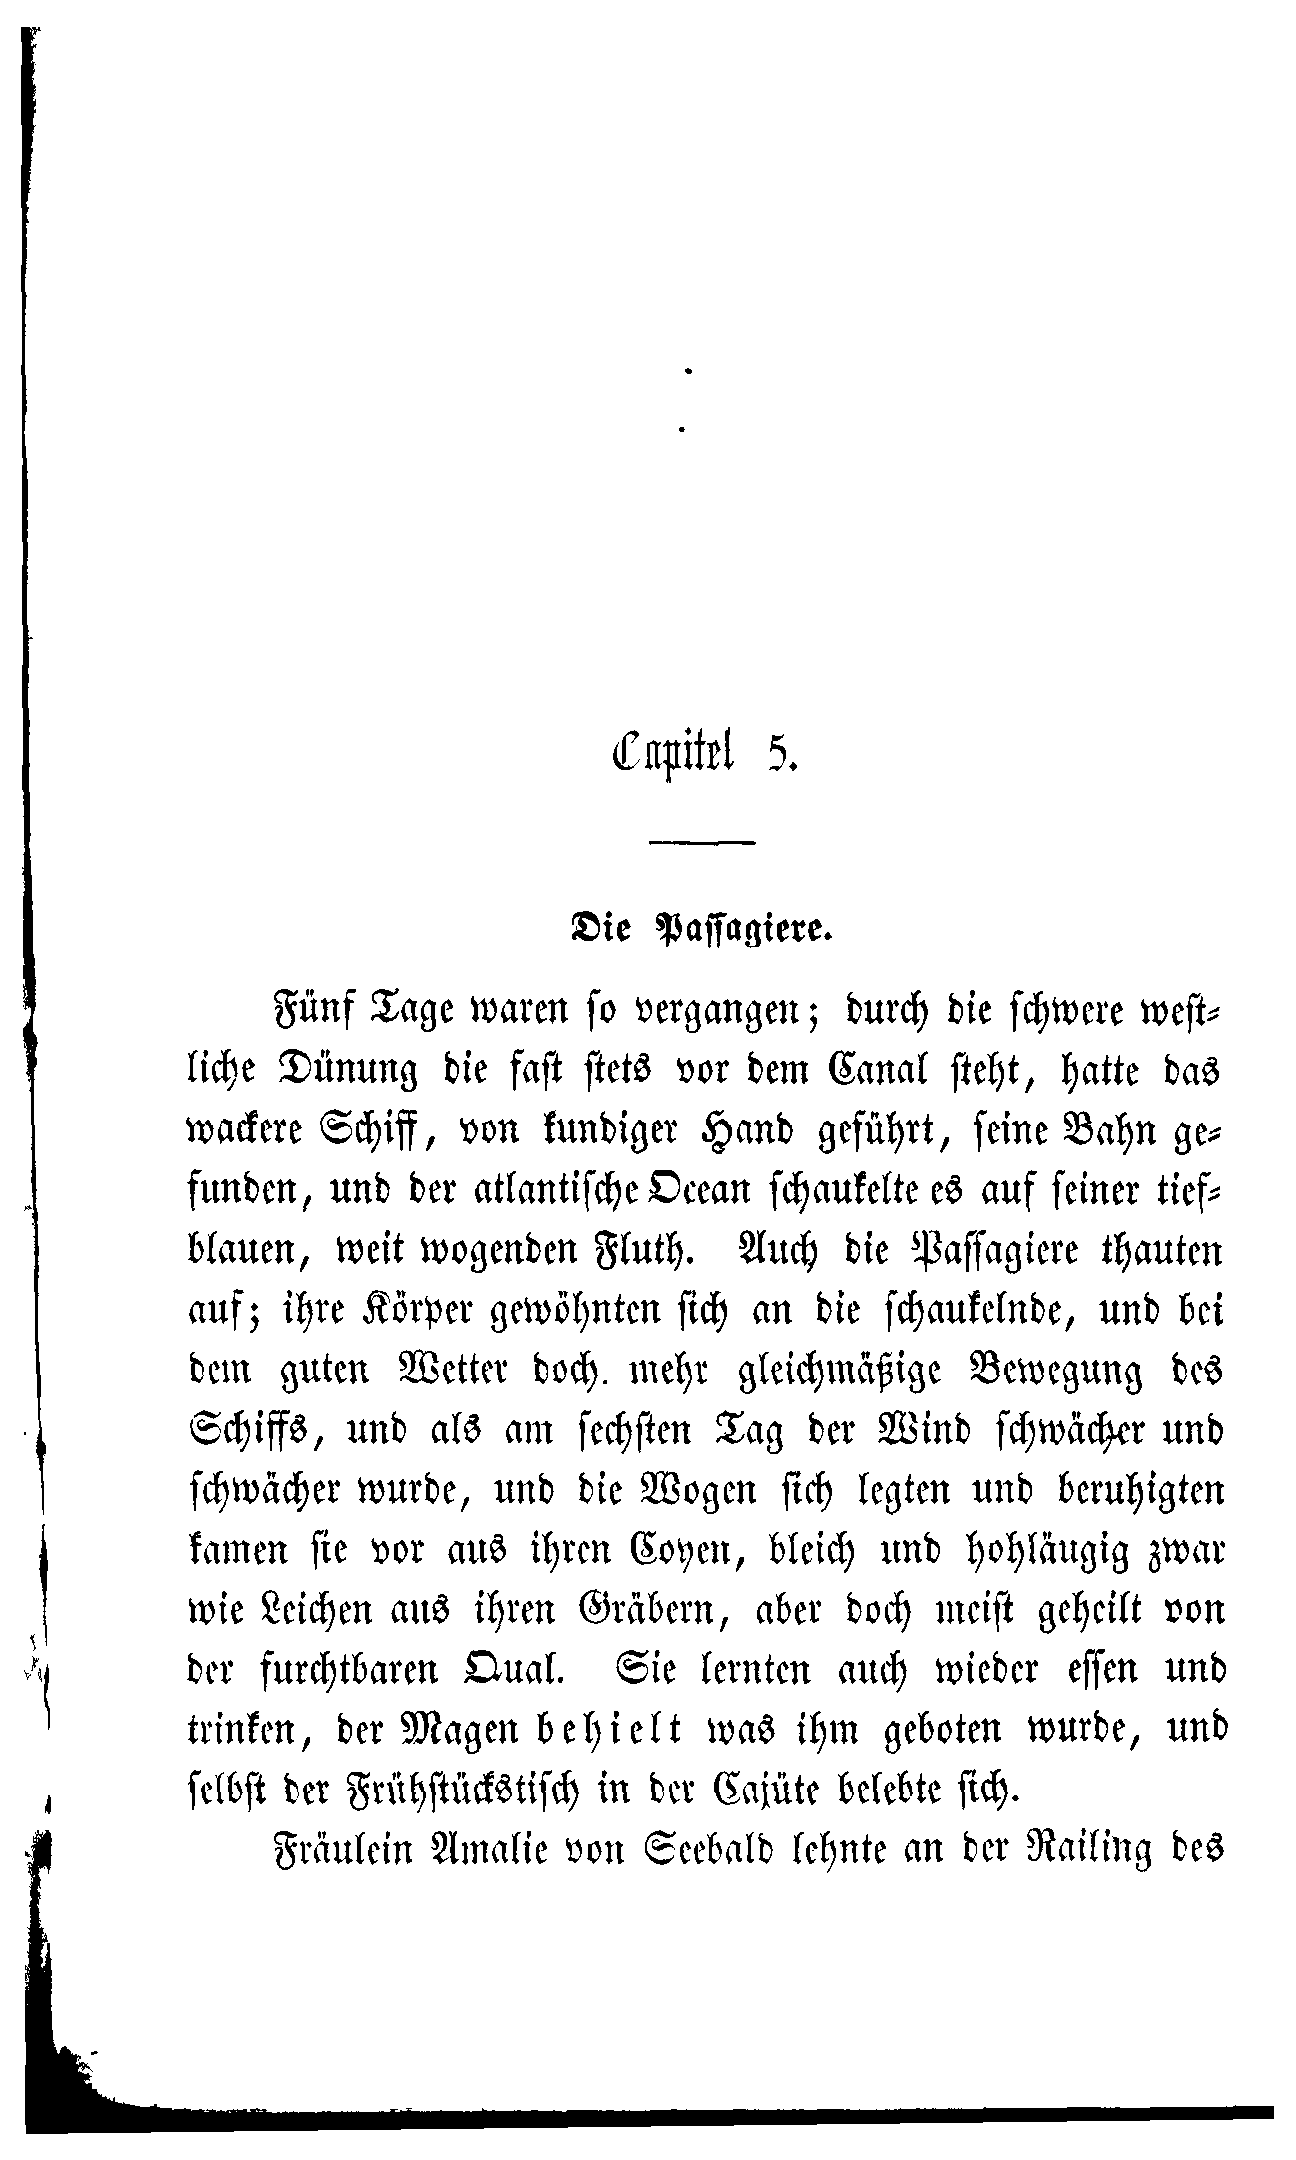 Capitel 5.
Die Passagiere.
Fünf Tage waren so vergangen; durch die schwere west-
liche Dünung die fast stets vor dem Canal steht, hatte das
wackere Schiff, von kundiger Hand geführt, seine Bahn ge-
funden, und der atlantische Ocean schaukelte es auf seiner tief-
blauen, weit wogenden Fluth. Auch die Passagiere thauten
auf; ihre Körper gewöhnten sich an die schaukelnde, und bei
dem guten Wetter doch mehr gleichmäßige Bewegung des
Schiffs, und als am sechsten Tag der Wind schwächer und
schwächer wurde, und die Wogen sich legten und beruhigten
kamen sie vor aus ihren Coyen, bleich und hohläugig zwar
wie Leichen aus ihren Gräbern, aber doch meist geheilt von
der furchtbaren Qual. Sie lernten auch wieder essen und
trinken, der Magen behielt was ihm geboten wurde, und
selbst der Frühstückstisch in der Cajüte belebte sich.
Fräulein Amalie von Seebald lehnte an der Railing des